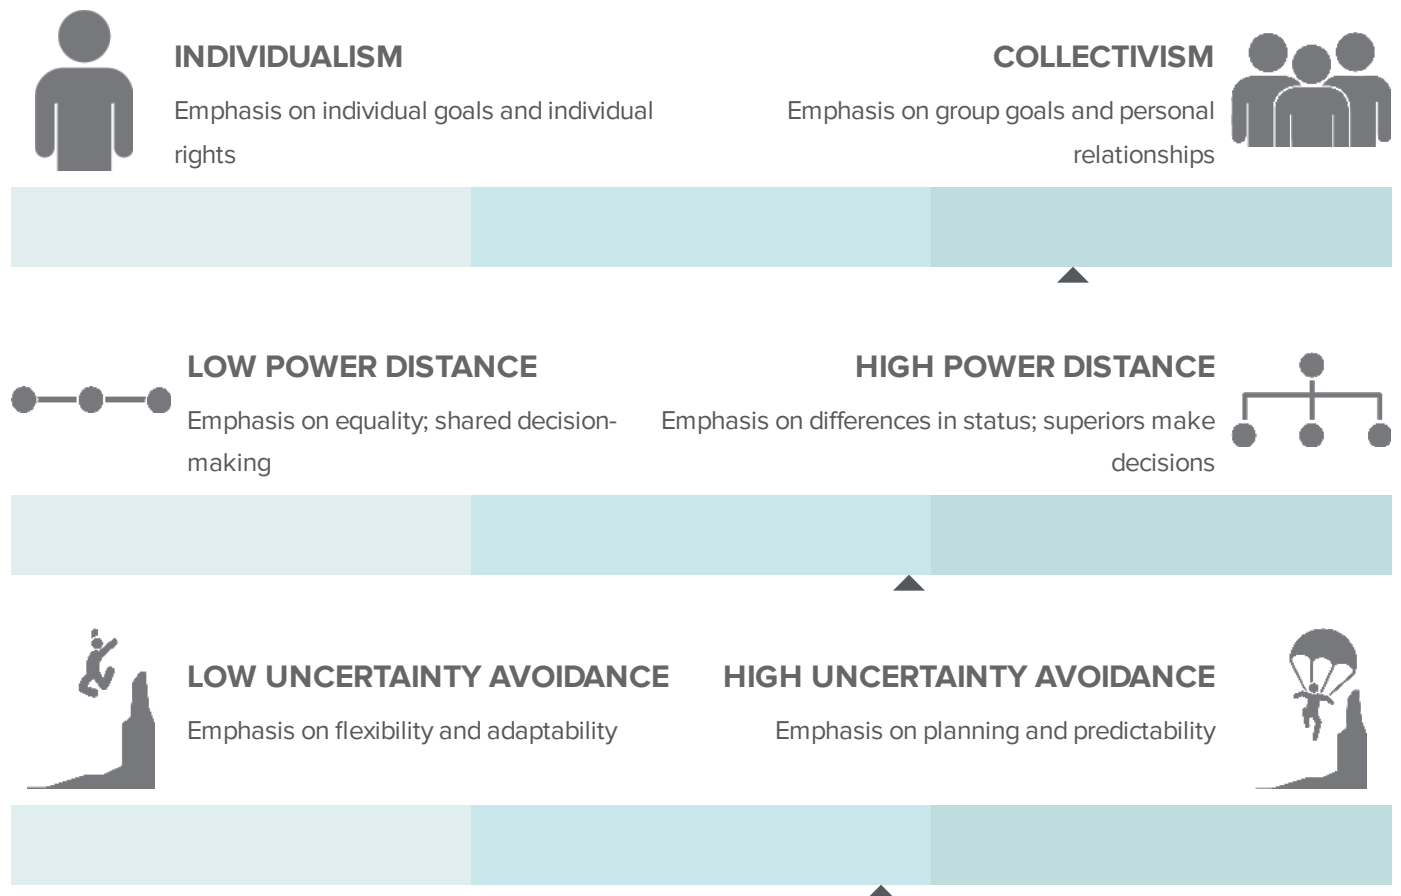 INDIVIDUALISM
Emphasis on individual goals and individual
rights
COLLECTIVISM
Emphasis on group goals and personal
relationships
LOW POWER DISTANCE
Emphasis on equality; shared decision-
making
HIGH POWER DISTANCE
Emphasis on differences in status; superiors make
decisions
LOW UNCERTAINTY AVOIDANCE
Emphasis on flexibility and adaptability
HIGH UNCERTAINTY AVOIDANCE
Emphasis on planning and predictability